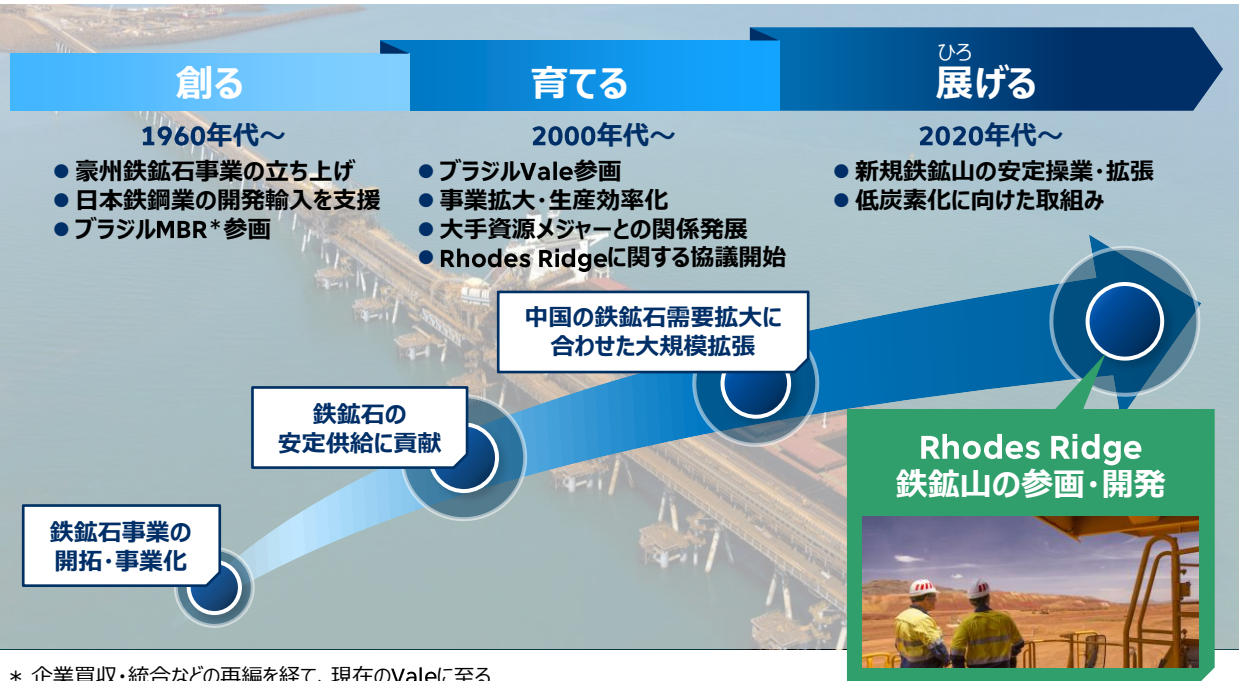 創る
1960年代～
● 豪州鉄鉱石事業の立ち上げ
● 日本鉄鋼業の開発輸入を支援
● ブラジルMBR*参画
育てる
2000年代～
● ブラジルVale参画
● 事業拡大・生産効率化
● 大手資源メジャーとの関係発展
● Rhodes Ridgeに関する協議開始
ひろ
展げる
2020年代～
● 新規鉄鉱山の安定操業・拡張
● 低炭素化に向けた取組み
鉄鉱石事業の
開拓・事業化
鉄鉱石の
安定供給に貢献
中国の鉄鉱石需要拡大に
合わせた大規模拡張
Rhodes Ridge
鉄鉱山の参画・開発
* 企業買収・統合などの再編を経て、現在のValeに至る